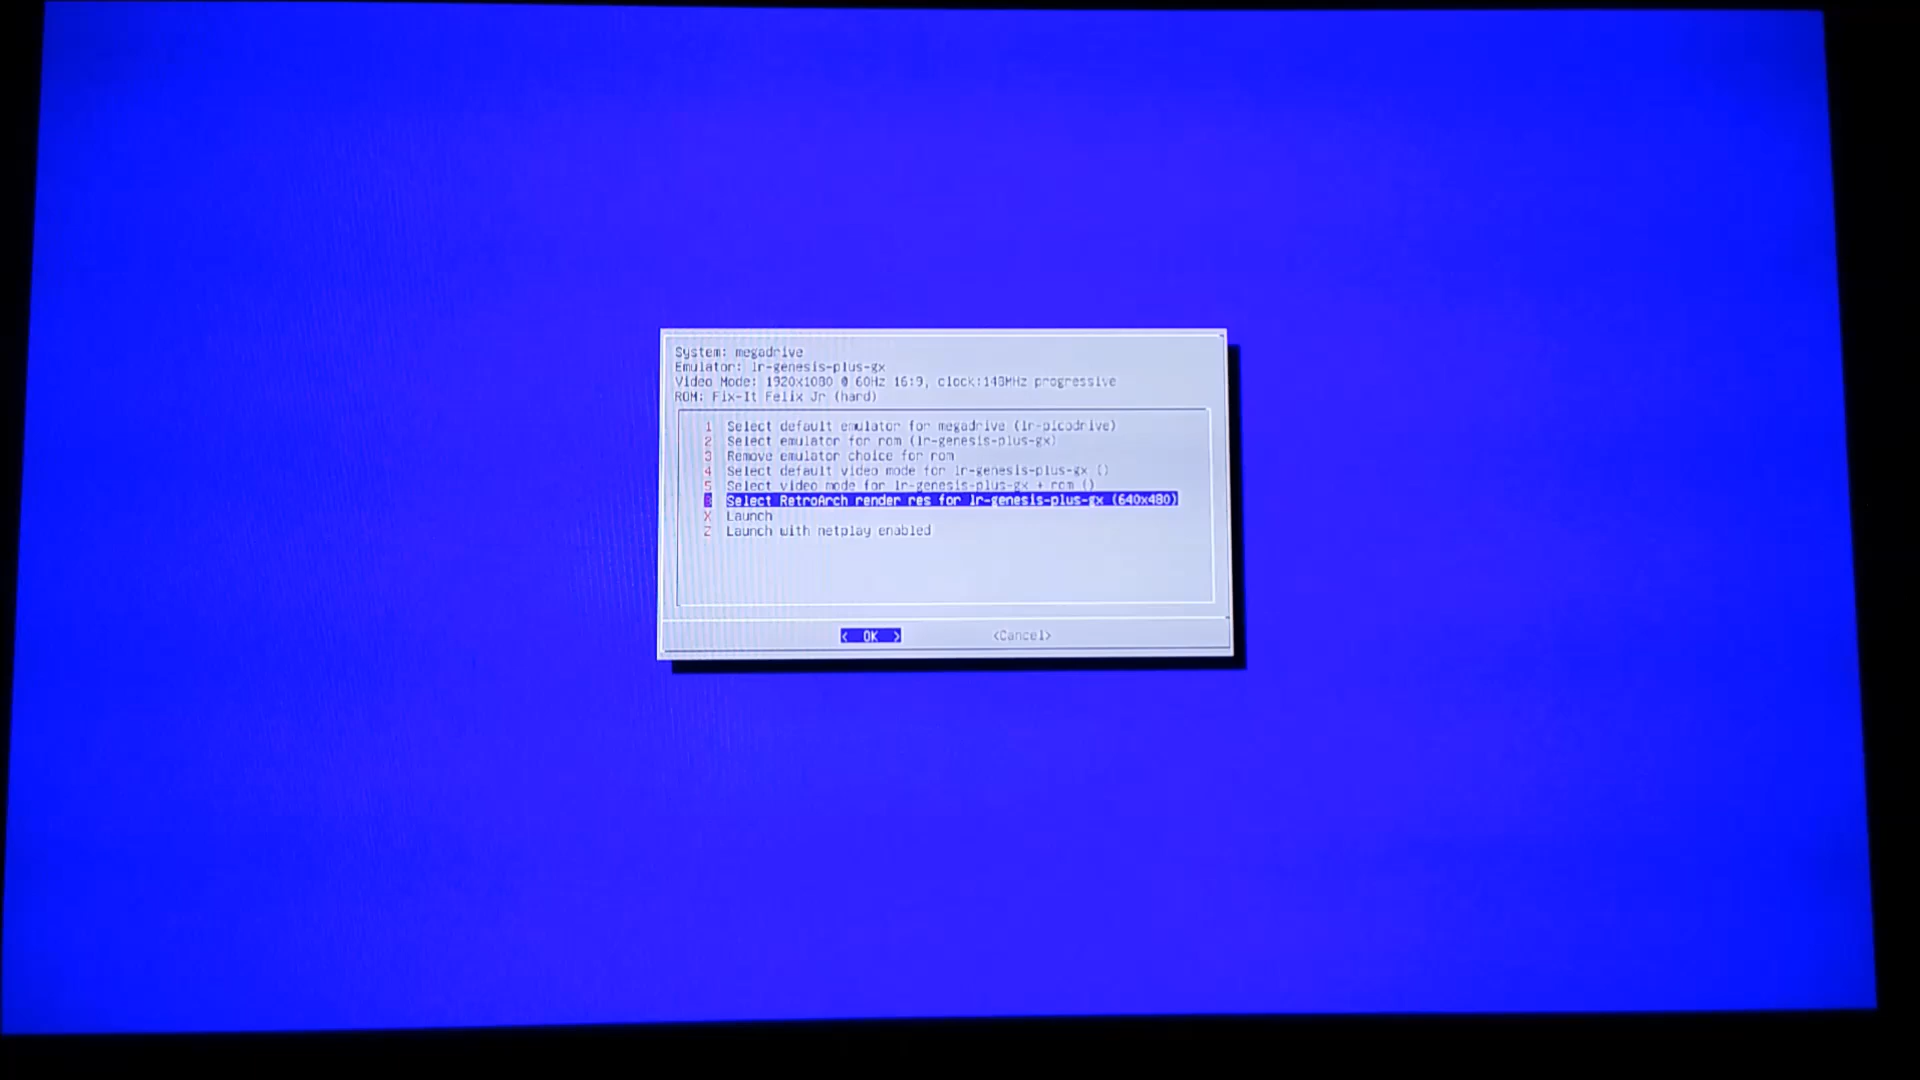 System: megadrive
Emulator: lr-genesis-plus-gx
Video Mode: 1920x1080 @ 60Hz 16:9, clock:148MHz progressive
ROM: Fix-It Felix Jr (hard)
1 Select default emulator for megadrive (lr-picodrive)
2 Select emulator for rom (lr-genesis-plus-gx)
3 Remove emulator choice for rom
4 Select default video mode for lr-genesis-plus-gx ()
5 Select video mode for lr-genesis-plus-gx + rom ()
Select RetroArch render res for lr-genesis-plus-gx (640x480)
X Launch
Z Launch with netplay enabled
< OK > <Cancel>